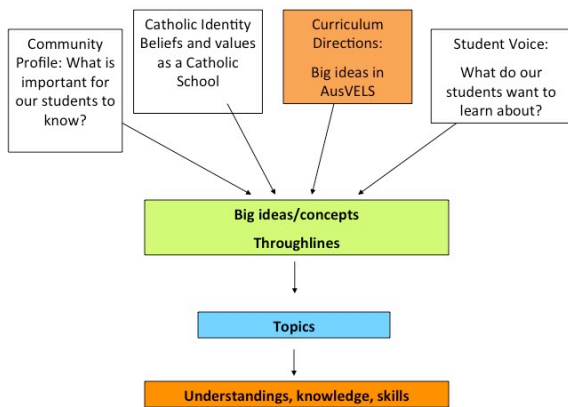 Community
Profile: What is
important for
our students to
know?
Catholic Identity
Beliefs and values
as a Catholic
School
Curriculum
Directions:
Big ideas in
AusVELS
Student Voice:
What do our
students want to
learn about?
Big ideas/concepts
Throughlines
Topics
Understandings, knowledge, skills